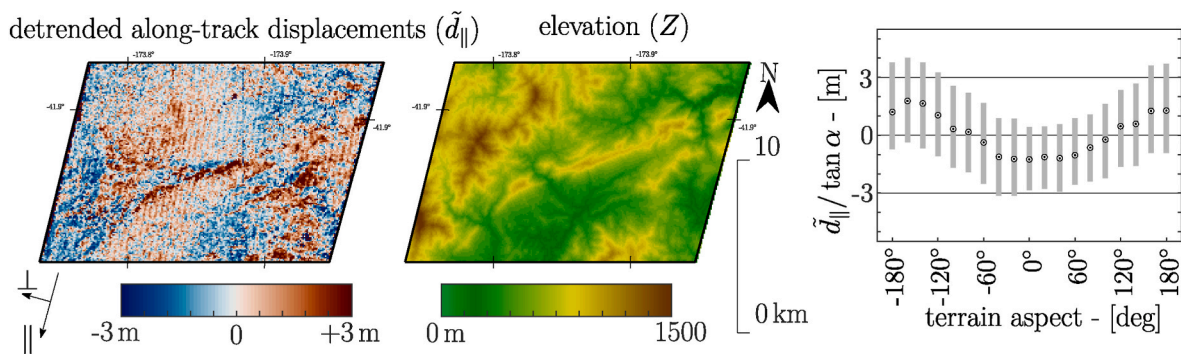 detrended along-track displacements (d̃∥)
-173.8°
-173.9°
-41.9°
-41.9°
⊥
∥
-3 m 0 +3 m
elevation (Z)
-173.8°
-173.9°
-41.9°
-41.9°
N
10
0 km
0 m 1500
d̃∥/ tan α - [m]
3
0
-3
-180° -120° -60° 0° 60° 120° 180°
terrain aspect - [deg]